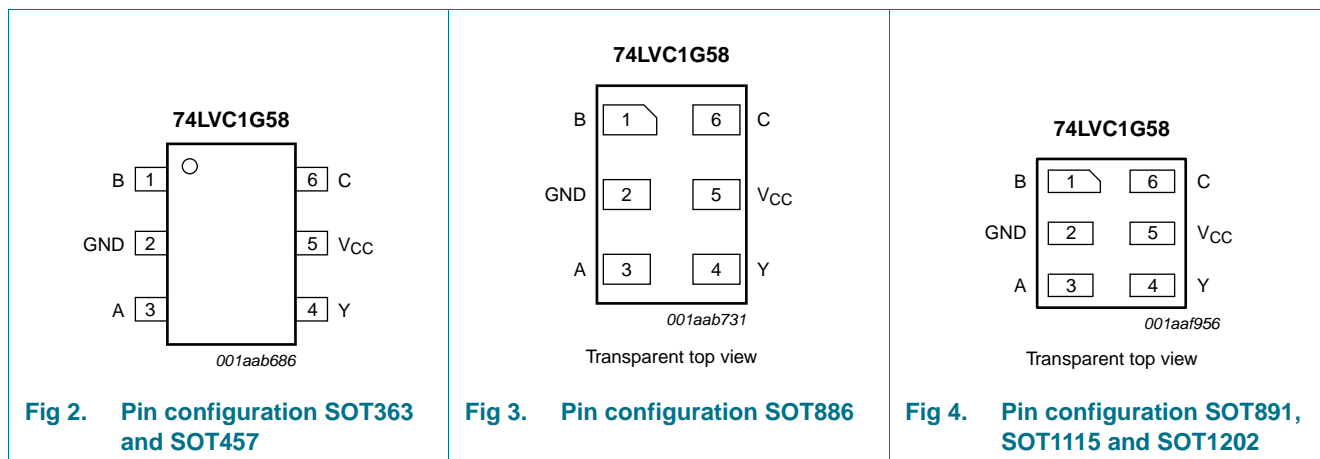 74LVC1G58
B 1 6 C
GND 2 5 VCC
A 3 4 Y
001aab686
Fig 2. Pin configuration SOT363
and SOT457
74LVC1G58
B 1 6 C
GND 2 5 VCC
A 3 4 Y
001aab731
Transparent top view
Fig 3. Pin configuration SOT886
74LVC1G58
B 1 6 C
GND 2 5 VCC
A 3 4 Y
001aaf956
Transparent top view
Fig 4. Pin configuration SOT891,
SOT1115 and SOT1202